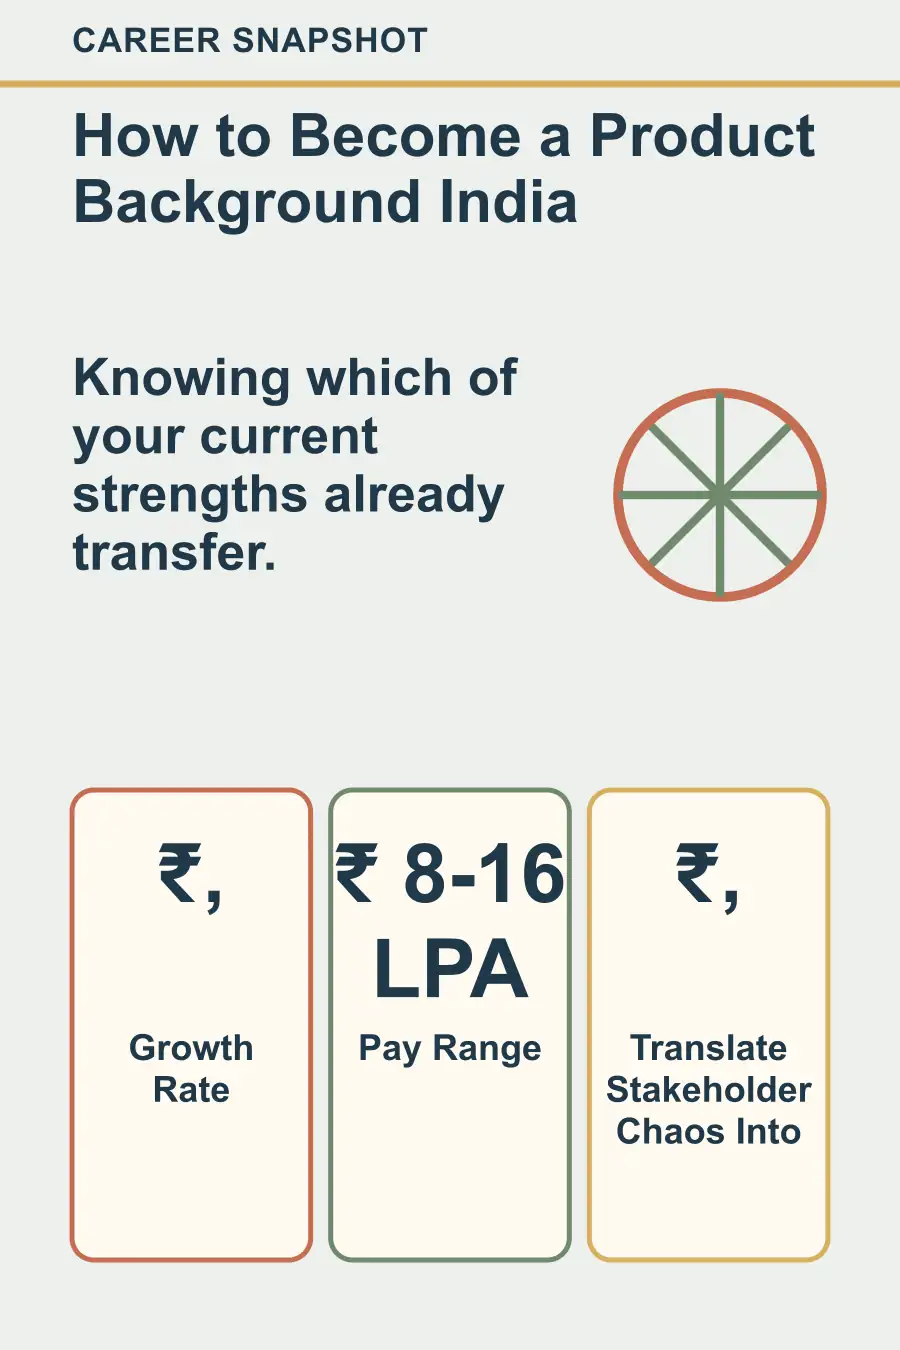 CAREER SNAPSHOT
How to Become a Product
Background India
Knowing which of
your current
strengths already
transfer.
₹,
Growth
Rate
₹ 8-16
LPA
Pay Range
₹,
Translate
Stakeholder
Chaos Into